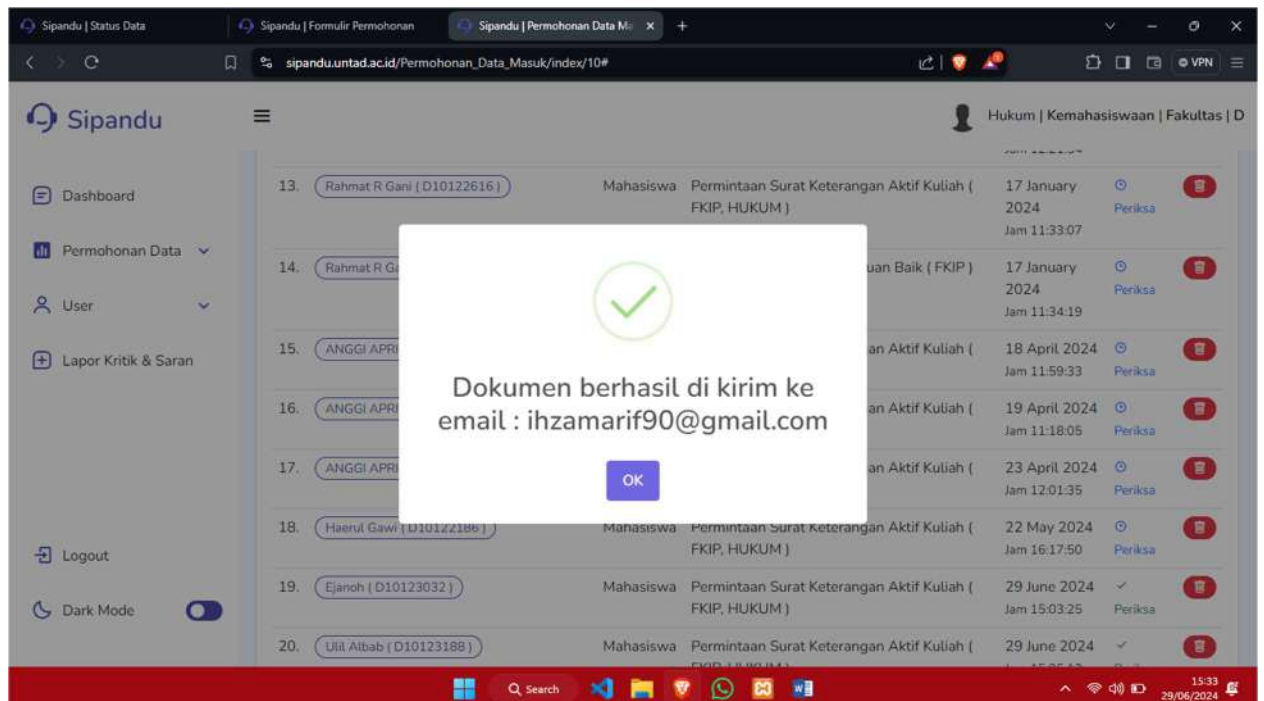 Sipandu | Status Data
Sipandu | Formulir Permohonan
Sipandu | Permohonan Data Ma
sipandu.untad.ac.id/Permohonan_Data_Masuk/index/10#
VPN
Sipandu
Hukum | Kemahasiswaan | Fakultas | D
Dashboard
Permohonan Data
User
Lapor Kritik & Saran
Logout
Dark Mode
13. Rahmat R Gani ( D10122616 ) Mahasiswa Permintaan Surat Keterangan Aktif Kuliah ( 17 January
FKIP, HUKUM ) 2024 Periksa
Jam 11:33:07
14. Rahmat R Ga uan Baik ( FKIP ) 17 January
2024 Periksa
Jam 11:34:19
15. ANGGI APRI an Aktif Kuliah ( 18 April 2024
Jam 11:59:33 Periksa
16. ANGGI APRI an Aktif Kuliah ( 19 April 2024
Jam 11:18:05 Periksa
17. ANGGI APRI an Aktif Kuliah ( 23 April 2024
Jam 12:01:35 Periksa
18. Haerul Gawi ( D10122186 ) Mahasiswa Permintaan Surat Keterangan Aktif Kuliah ( 22 May 2024
FKIP, HUKUM ) Jam 16:17:50 Periksa
19. Ejanoh ( D10123032 ) Mahasiswa Permintaan Surat Keterangan Aktif Kuliah ( 29 June 2024
FKIP, HUKUM ) Jam 15:03:25 Periksa
20. Ulil Albab ( D10123188 ) Mahasiswa Permintaan Surat Keterangan Aktif Kuliah ( 29 June 2024
Dokumen berhasil di kirim ke
email : ihzamarif90@gmail.com
OK
Search
15:33
29/06/2024